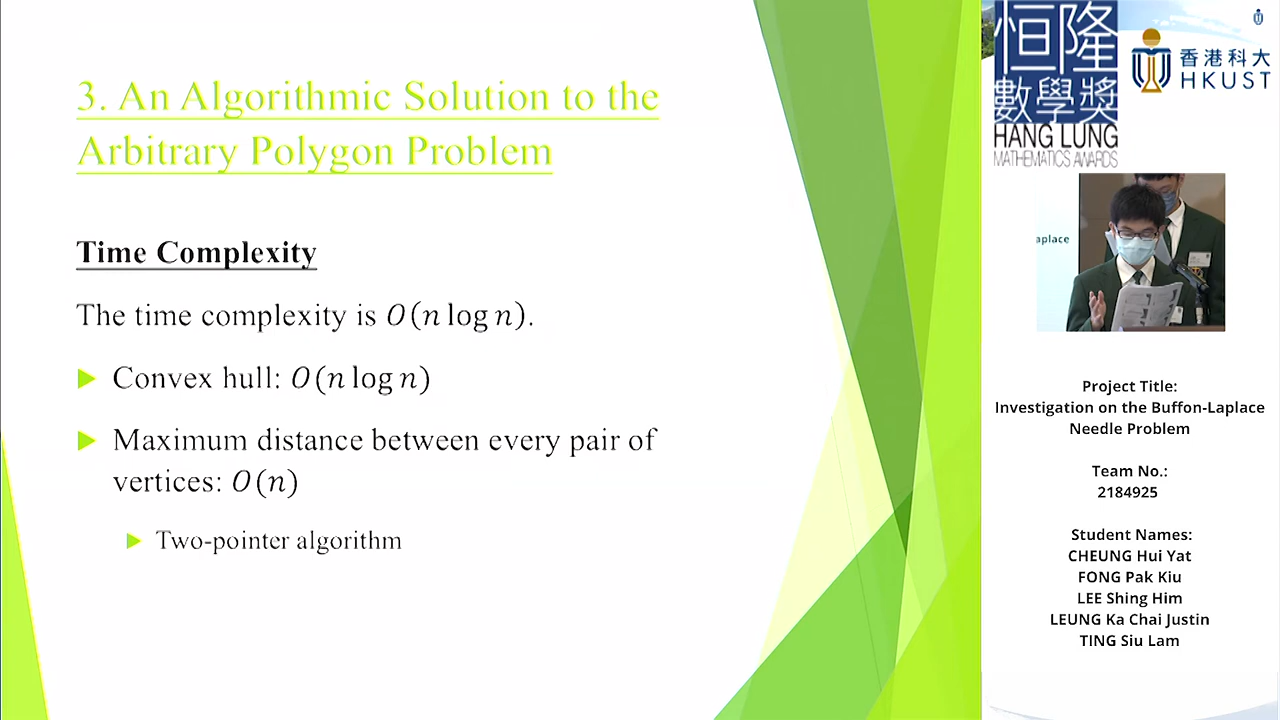 3. An Algorithmic Solution to the
Arbitrary Polygon Problem
Time Complexity
The time complexity is O(n log n).
Convex hull: O(n log n)
Maximum distance between every pair of
vertices: O(n)
Two-pointer algorithm
恒隆
數學獎
HANG LUNG
MATHEMATICS AWARDS
香港科大
HKUST
aplace
Project Title:
Investigation on the Buffon-Laplace
Needle Problem
Team No.:
2184925
Student Names:
CHEUNG Hui Yat
FONG Pak Kiu
LEE Shing Him
LEUNG Ka Chai Justin
TING Siu Lam